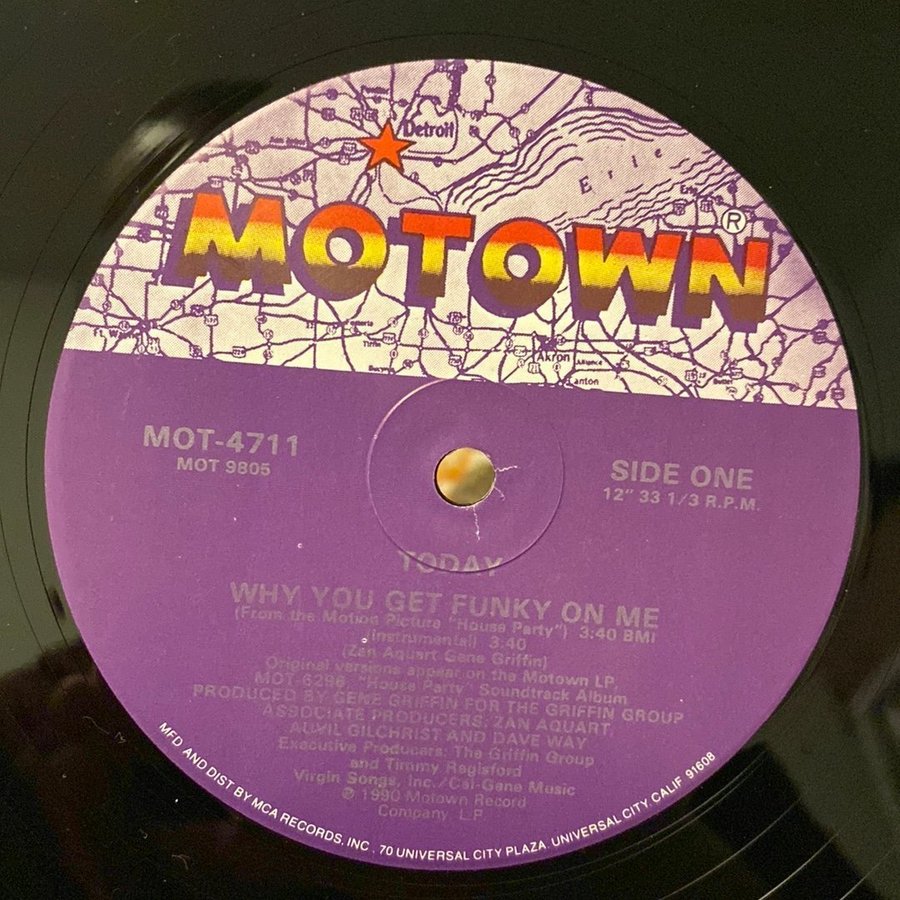 Detroit
Erie
Erie
MOTOWN®
Akron
MOT-4711
MOT 9805
SIDE ONE
12" 33 1/3 R.P.M.
TODAY
WHY YOU GET FUNKY ON ME
(From the Motion Picture "House Party") 3:40 BMI
(Instrumental) 3:40
(Zan Aquart Gene Griffin)
Original versions appear on the Motown LP
MOT-6296 "House Party" Soundtrack Album
PRODUCED BY GENE GRIFFIN FOR THE GRIFFIN GROUP
ASSOCIATE PRODUCERS: ZAN AQUART,
AUVIL GILCHRIST AND DAVE WAY
Executive Producers: The Griffin Group
and Timmy Regisford
Virgin Songs, Inc./Cal-Gene Music
℗ 1990 Motown Record
Company L.P.
MFD AND DIST BY MCA RECORDS, INC., 70 UNIVERSAL CITY PLAZA, UNIVERSAL CITY CALIF 91608